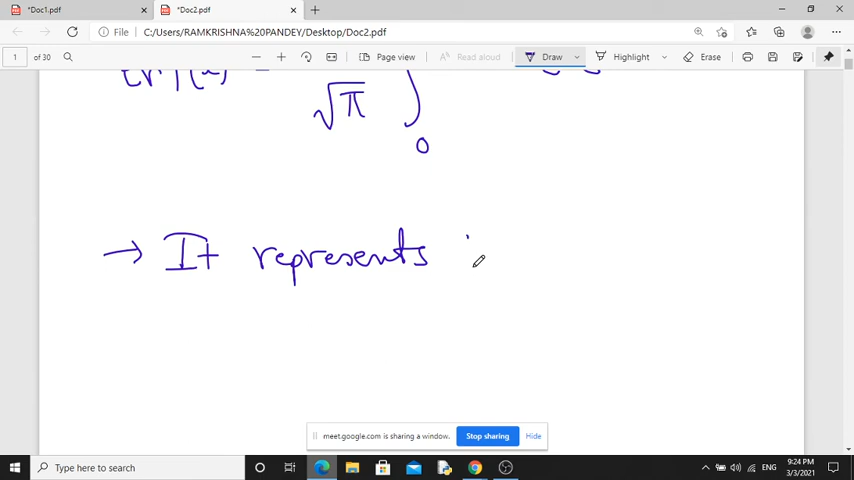 *Doc1.pdf
*Doc2.pdf
File C:/Users/RAMKRISHNA%20PANDEY/Desktop/Doc2.pdf
1 of 30 Page view Read aloud Draw Highlight Erase
√π
0
→ It represents
meet.google.com is sharing a window. Stop sharing Hide
Type here to search
ENG
9:24 PM
3/3/2021